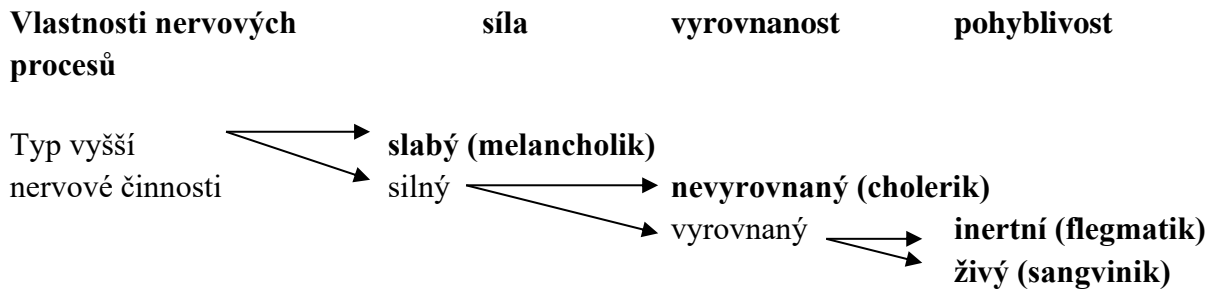 Vlastnosti nervových síla vyrovnanost pohyblivost
procesů
Typ vyšší slabý (melancholik)
nervové činnosti silný nevyrovnaný (cholerik)
vyrovnaný inertní (flegmatik)
živý (sangvinik)